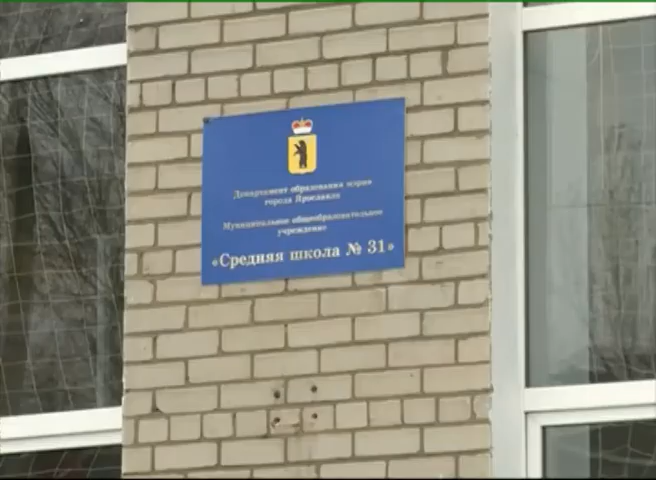 Департамент образования мэрии
города Ярославля
Муниципальное общеобразовательное
учреждение
«Средняя школа № 31»